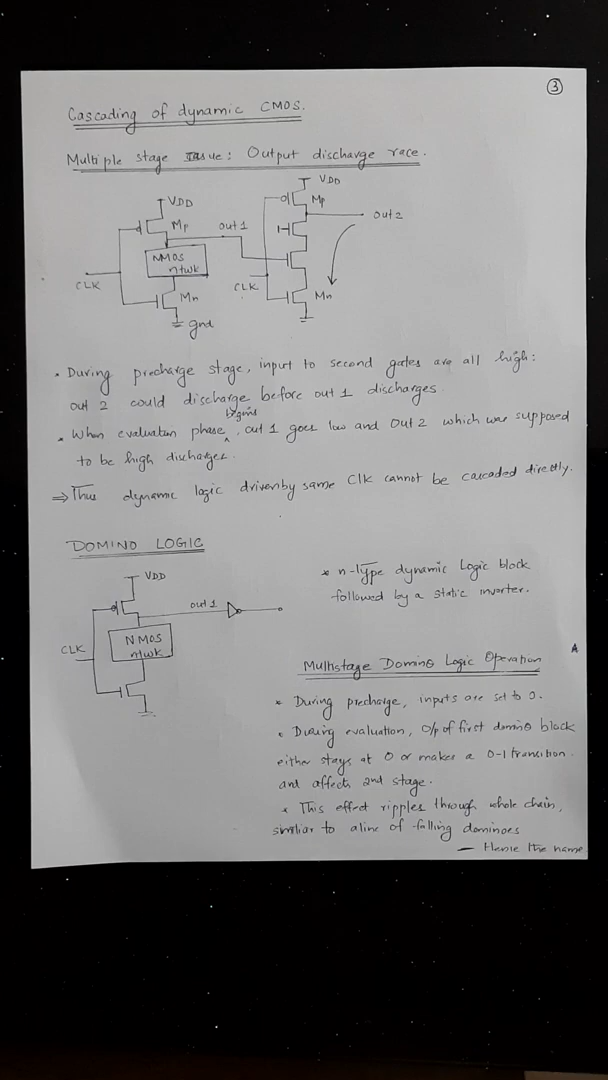 3
Cascading of dynamic CMOS.
Multiple stage issue: Output discharge race.
VDD
Mp
out 2
VDD
Mp
out 1
NMOS
ntwk
CLK
Mn
gnd
CLK
Mn
• During precharge stage, input to second gates are all high:
out 2 could discharge before out 1 discharges.
begins
• When evaluation phase ^, out 1 goes low and Out 2 which was supposed
to be high discharges.
⇒ Thus dynamic logic driven by same Clk cannot be cascaded directly.
DOMINO LOGIC
VDD
out 1
NMOS
ntwk
CLK
* n-Type dynamic Logic block
followed by a static inverter.
A
Multistage Domino Logic Operation
* During precharge, inputs are set to 0.
• During evaluation, O/p of first domino block
either stays at 0 or makes a 0-1 transition.
and affects 2nd stage.
* This effect ripples through whole chain,
similiar to a line of falling dominoes
— Hence the name